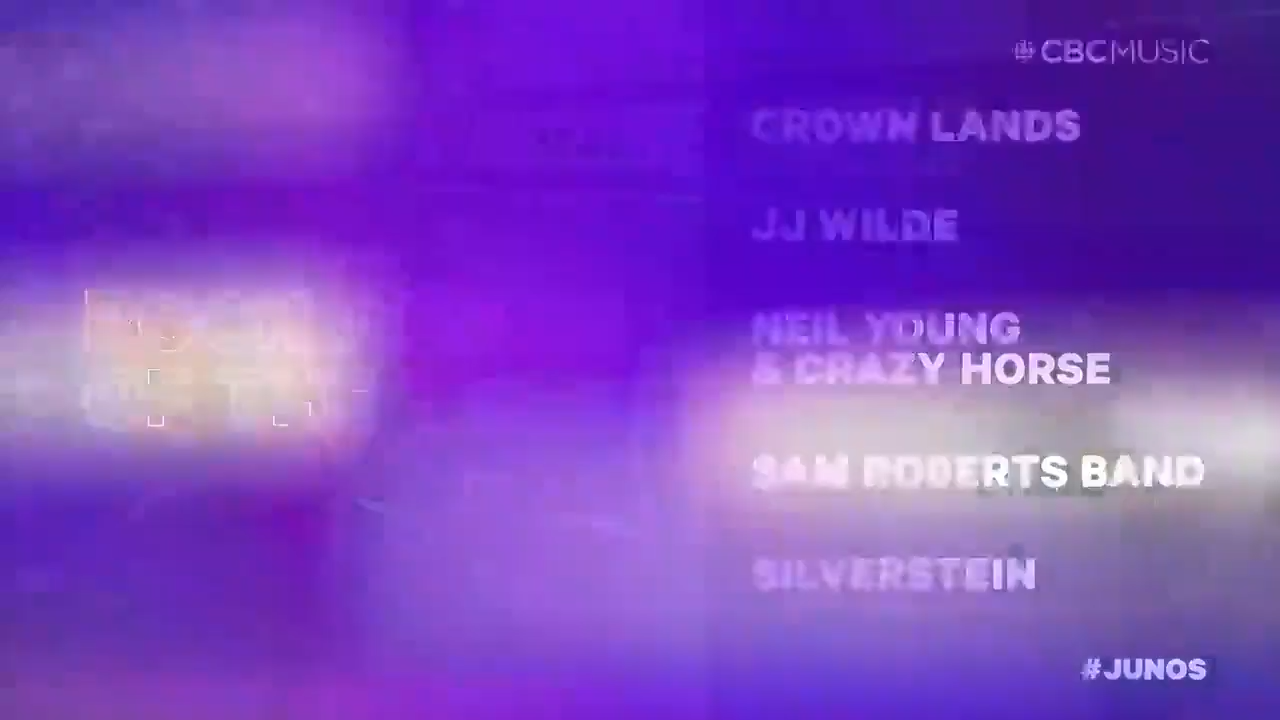 CBCMUSIC
CROWN LANDS
JJ WILDE
NEIL YOUNG
& CRAZY HORSE
SAM ROBERTS BAND
SILVERSTEIN
#JUNOS